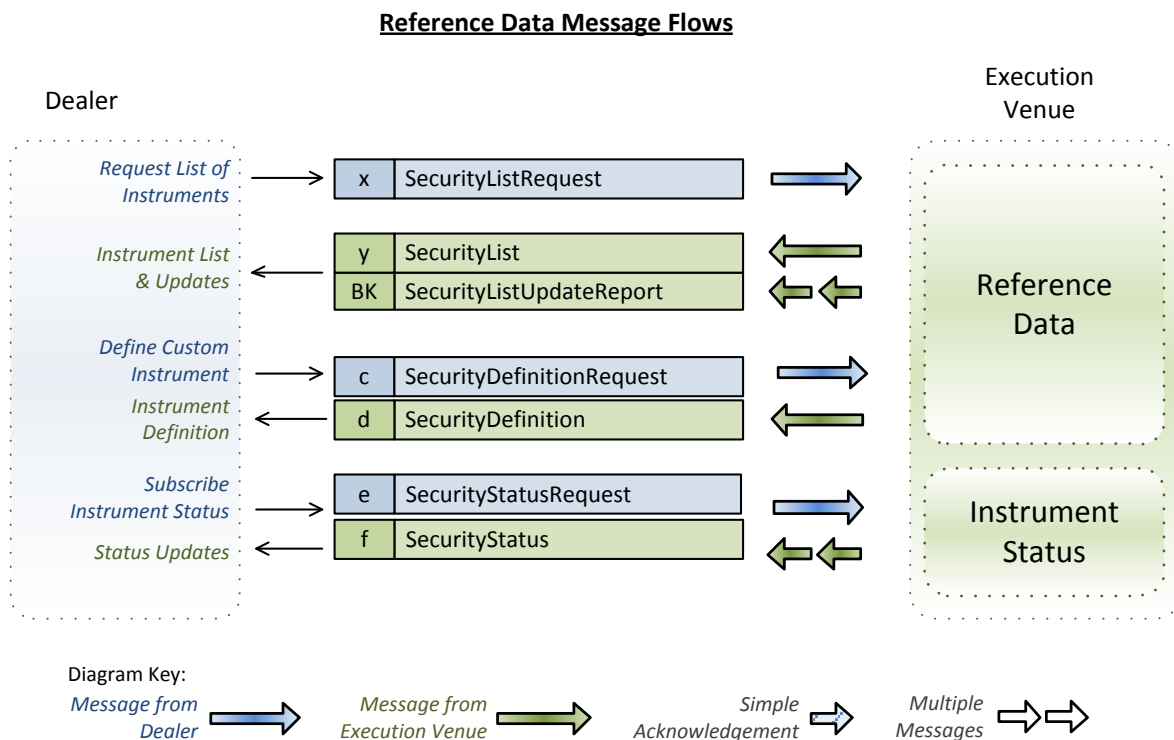 Reference Data Message Flows
Dealer
Execution
Venue
Request List of
Instruments
x SecurityListRequest
Instrument List
& Updates
y SecurityList
BK SecurityListUpdateReport
Reference
Data
Define Custom
Instrument
c SecurityDefinitionRequest
Instrument
Definition
d SecurityDefinition
Subscribe
Instrument Status
e SecurityStatusRequest
Status Updates
f SecurityStatus
Instrument
Status
Diagram Key:
Message from
Dealer
Message from
Execution Venue
Simple
Acknowledgement
Multiple
Messages